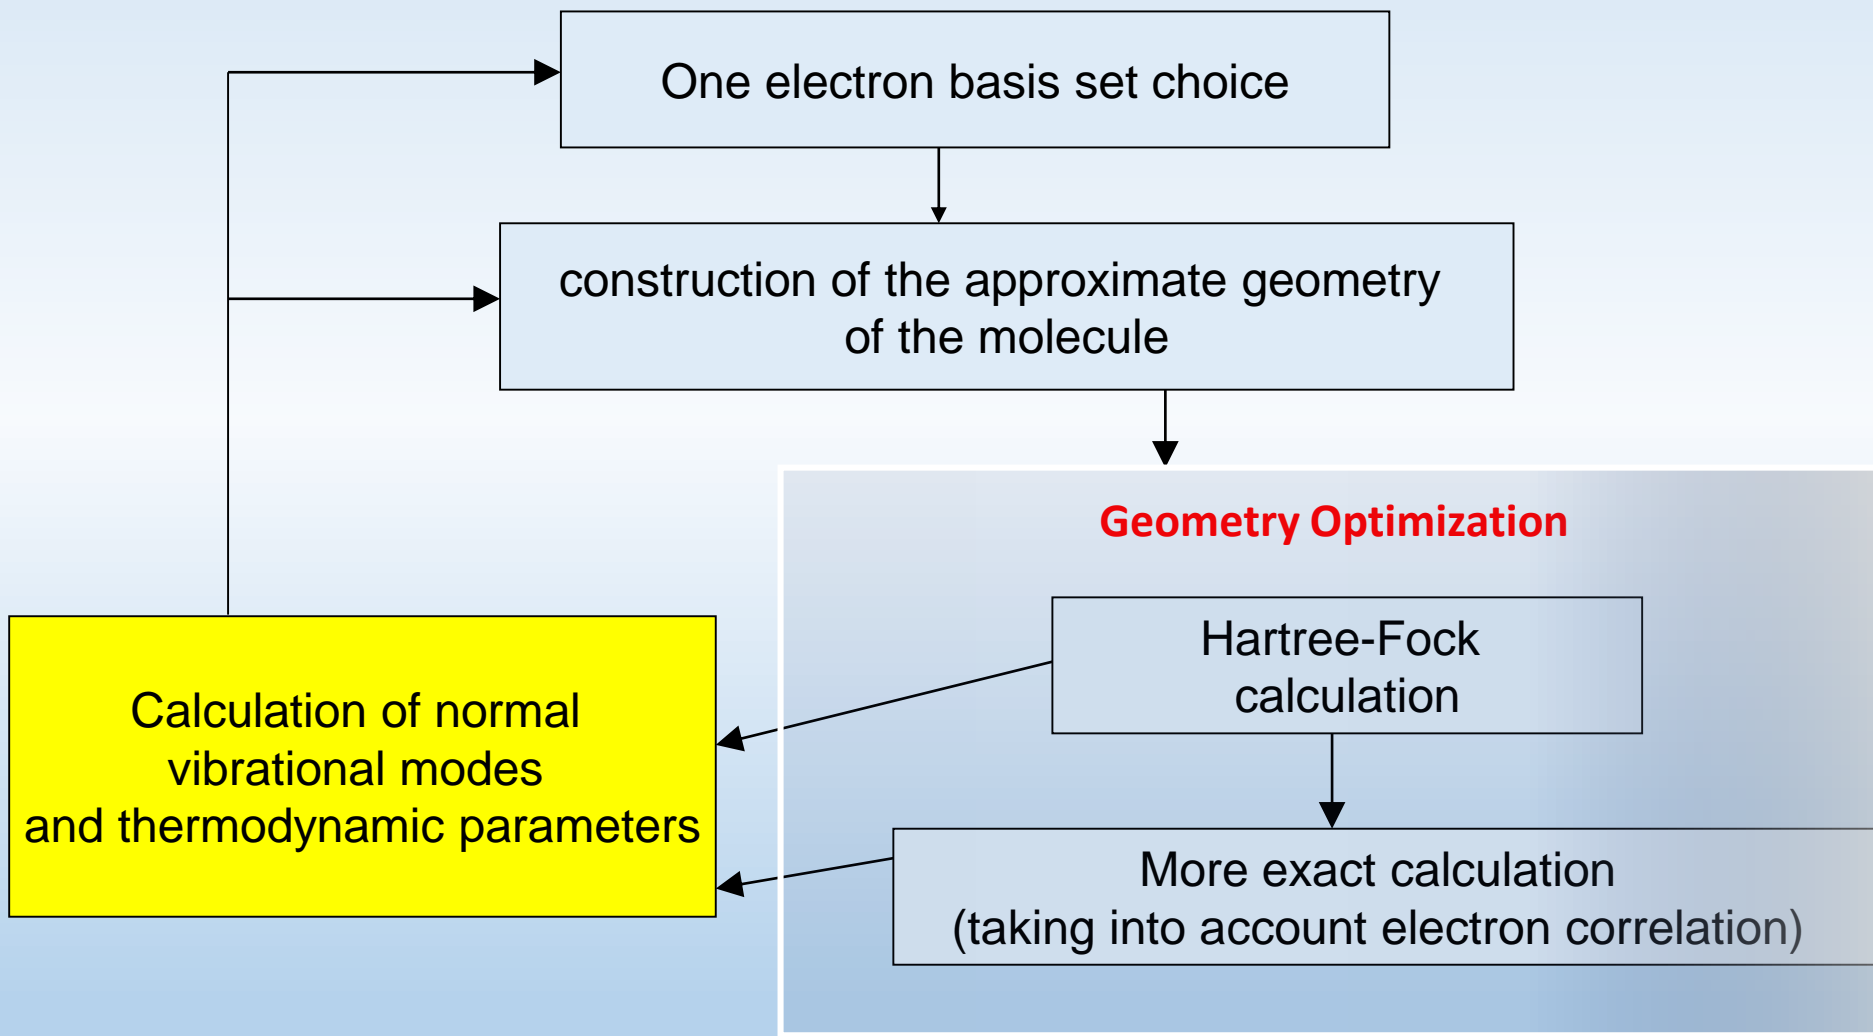 One electron basis set choice
construction of the approximate geometry
of the molecule
Geometry Optimization
Hartree-Fock
calculation
Calculation of normal
vibrational modes
and thermodynamic parameters
More exact calculation
(taking into account electron correlation)